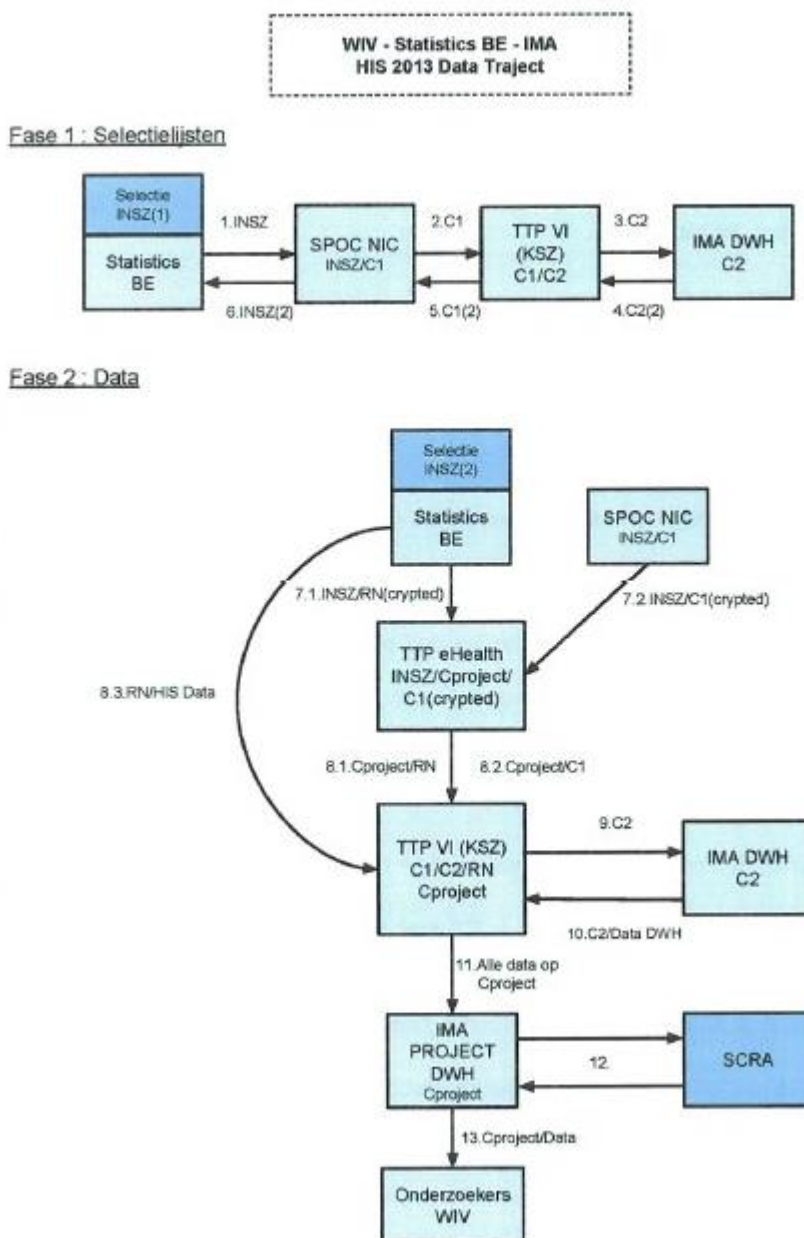 WIV - Statistics BE - IMA
HIS 2013 Data Traject
Fase 1 : Selectielijsten
Selectie
INSZ(1)
Statistics
BE
1.INSZ
6.INSZ(2)
SPOC NIC
INSZ/C1
2.C1
5.C1(2)
TTP VI
(KSZ)
C1/C2
3.C2
4.C2(2)
IMA DWH
C2
Fase 2 : Data
Selectie
INSZ(2)
Statistics
BE
SPOC NIC
INSZ/C1
7.1.INSZ/RN(crypted)
7.2.INSZ/C1(crypted)
TTP eHealth
INSZ/Cproject/
C1(crypted)
8.3.RN/HIS Data
8.1.Cproject/RN
8.2.Cproject/C1
TTP VI (KSZ)
C1/C2/RN
Cproject
9.C2
10.C2/Data DWH
IMA DWH
C2
11.Alle data op
Cproject
IMA
PROJECT
DWH
Cproject
12.
SCRA
13.Cproject/Data
Onderzoekers
WIV